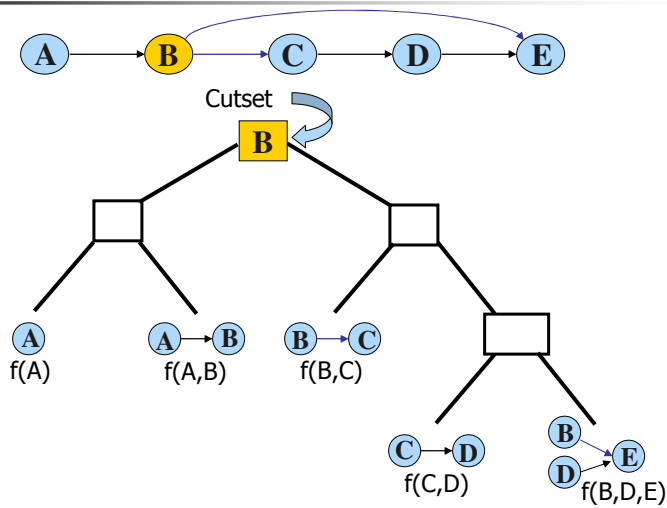 A B C D E
Cutset
B
A
A B
B C
f(A)
f(A,B)
f(B,C)
C D
B
D E
f(C,D)
f(B,D,E)